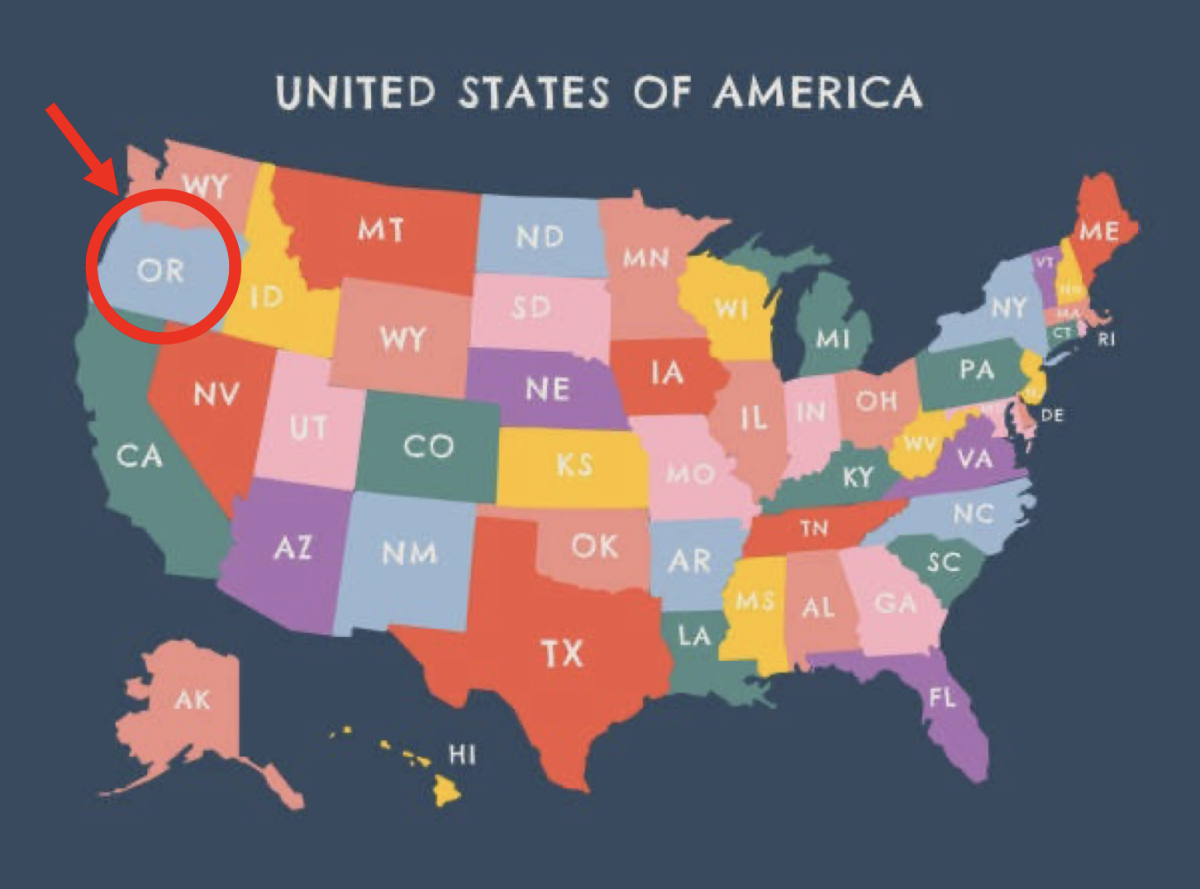 UNITED STATES OF AMERICA
WY
MT
ND
MN
ME
VT
OR
ID
SD
WI
NY
NH
MA
WY
MI
CT
RI
NV
UT
NE
IA
IL
IN
OH
PA
NJ
DE
CA
CO
KS
MO
KY
WV
VA
MD
AZ
NM
OK
AR
TN
NC
SC
TX
LA
MS
AL
GA
FL
AK
HI